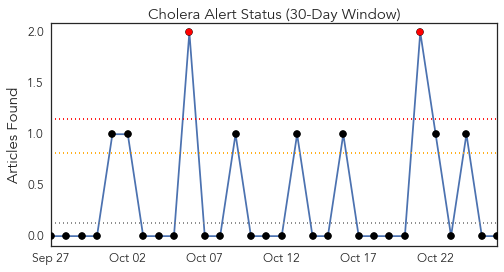 Cholera Alert Status (30-Day Window)
2.0
1.5
1.0
0.5
0.0
Articles Found
Sep 27
Oct 02
Oct 07
Oct 12
Oct 17
Oct 22